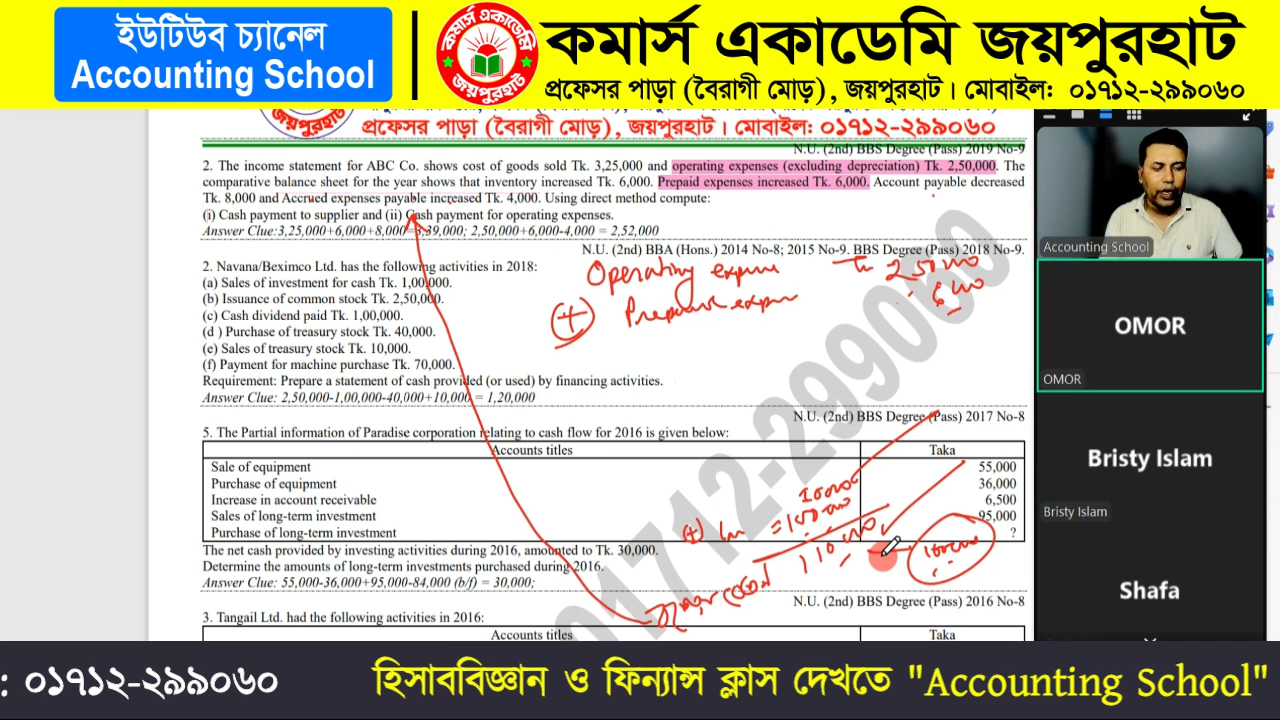 ইউটিউব চ্যানেল
Accounting School
কমার্স একাডেমি
জয়পুরহাট
কমার্স একাডেমি জয়পুরহাট
প্রফেসর পাড়া (বৈরাগী মোড়), জয়পুরহাট। মোবাইল: ০১৭১২-২৯৯০৬০
জয়পুরহাট
প্রফেসর পাড়া (বৈরাগী মোড়), জয়পুরহাট। মোবাইল: ০১৭১২-২৯৯০৬০
N.U. (2nd) BBS Degree (Pass) 2019 No-9
2. The income statement for ABC Co. shows cost of goods sold Tk. 3,25,000 and operating expenses (excluding depreciation) Tk. 2,50,000. The
comparative balance sheet for the year shows that inventory increased Tk. 6,000. Prepaid expenses increased Tk. 6,000. Account payable decreased
Tk. 8,000 and Accrued expenses payable increased Tk. 4,000. Using direct method compute:
(i) Cash payment to supplier and (ii) Cash payment for operating expenses.
Answer Clue:3,25,000+6,000+8,000=3,39,000; 2,50,000+6,000-4,000 = 2,52,000
N.U. (2nd) BBA (Hons.) 2014 No-8; 2015 No-9. BBS Degree (Pass) 2018 No-9.
2. Navana/Beximco Ltd. has the following activities in 2018:
(a) Sales of investment for cash Tk. 1,00,000.
(b) Issuance of common stock Tk. 2,50,000.
(c) Cash dividend paid Tk. 1,00,000.
(d ) Purchase of treasury stock Tk. 40,000.
(e) Sales of treasury stock Tk. 10,000.
(f) Payment for machine purchase Tk. 70,000.
Requirement: Prepare a statement of cash provided (or used) by financing activities.
Answer Clue: 2,50,000-1,00,000-40,000+10,000 = 1,20,000
Operating
(+)
N.U. (2nd) BBS Degree (Pass) 2017 No-8
5. The Partial information of Paradise corporation relating to cash flow for 2016 is given below:
Accounts titles Taka
Sale of equipment 55,000
Purchase of equipment 36,000
Increase in account receivable 6,500
Sales of long-term investment 95,000
Purchase of long-term investment ?
The net cash provided by investing activities during 2016, amounted to Tk. 30,000.
Determine the amounts of long-term investments purchased during 2016.
Answer Clue: 55,000-36,000+95,000-84,000 (b/f) = 30,000;
N.U. (2nd) BBS Degree (Pass) 2016 No-8
3. Tangail Ltd. had the following activities in 2016:
Accounts titles Taka
01712-299060
Accounting School
OMOR
OMOR
Bristy Islam
Bristy Islam
Shafa
: ০১৭১২-২৯৯০৬০ হিসাববিজ্ঞান ও ফিন্যান্স ক্লাস দেখতে "Accounting School"